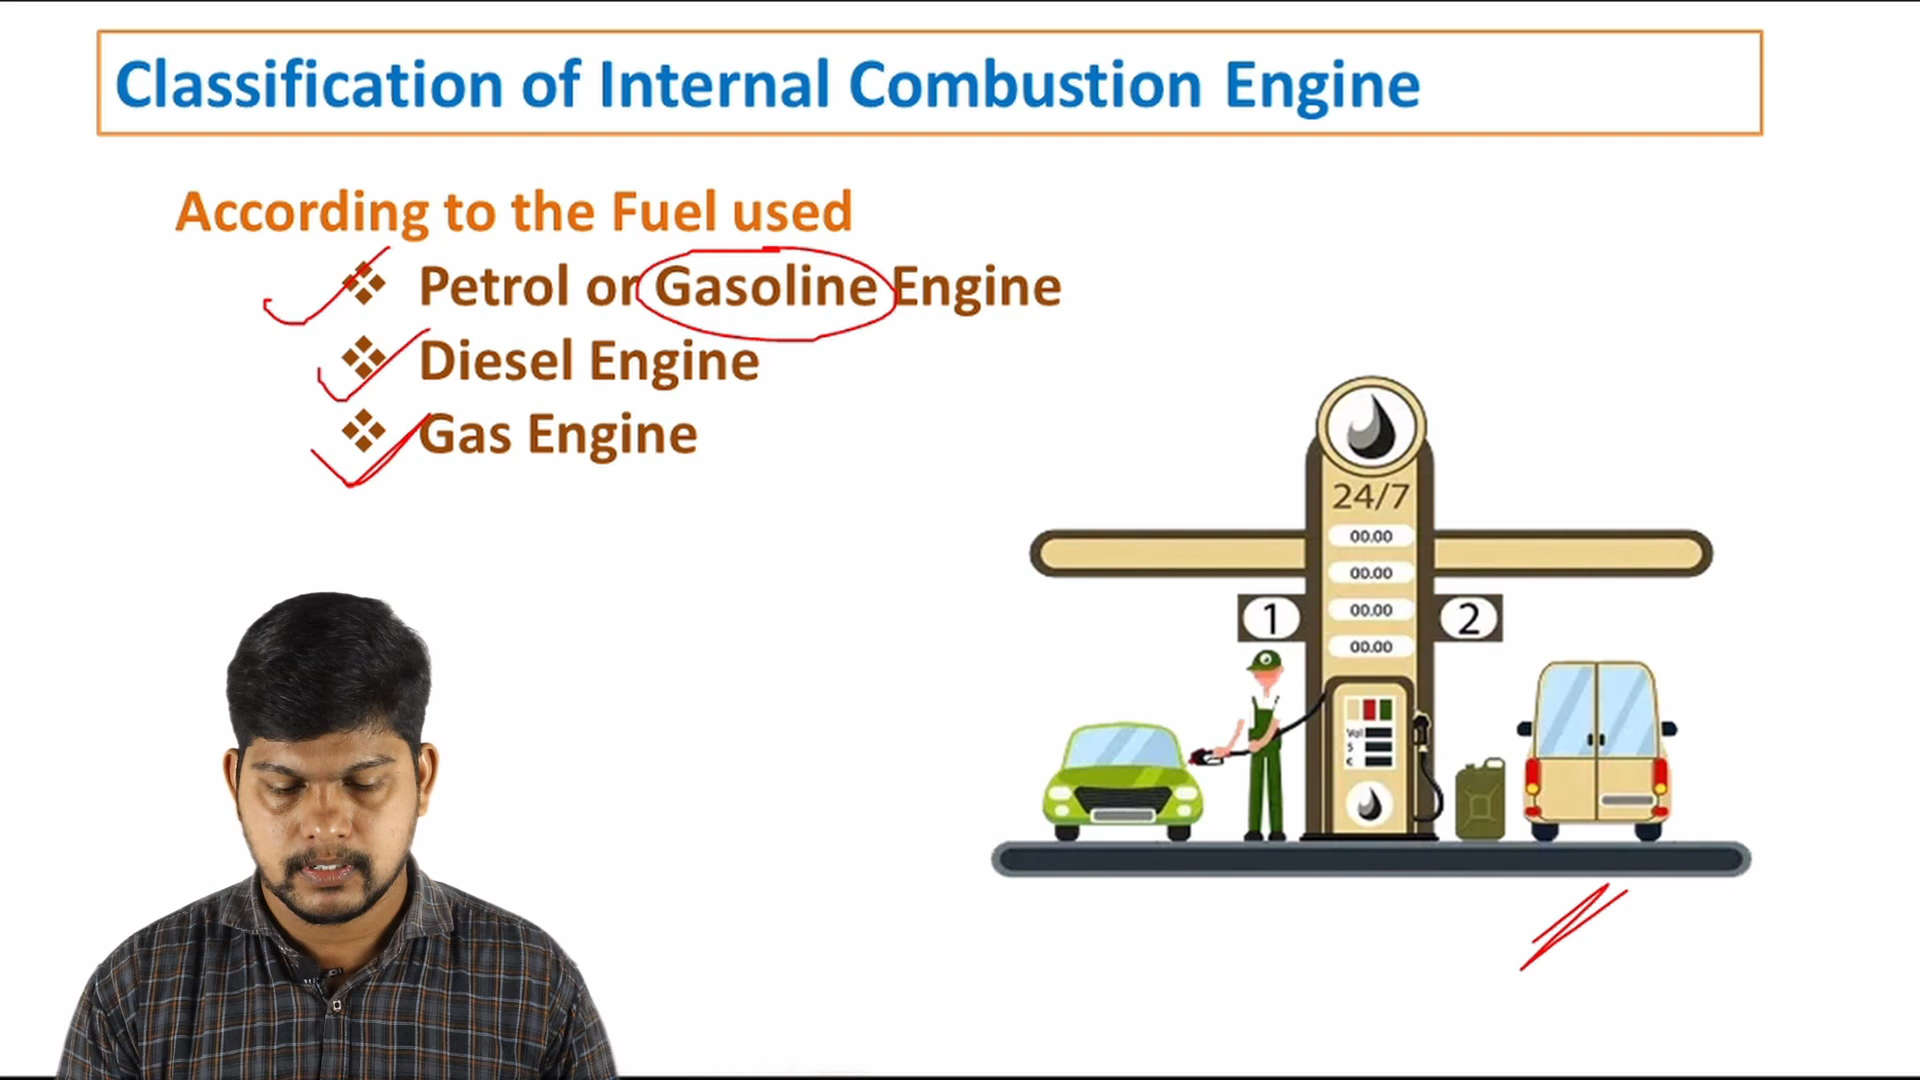 Classification of Internal Combustion Engine
According to the Fuel used
❖ Petrol or Gasoline Engine
❖ Diesel Engine
❖ Gas Engine
24/7
00.00
00.00
00.00
1
2
00.00
Vol
$
€